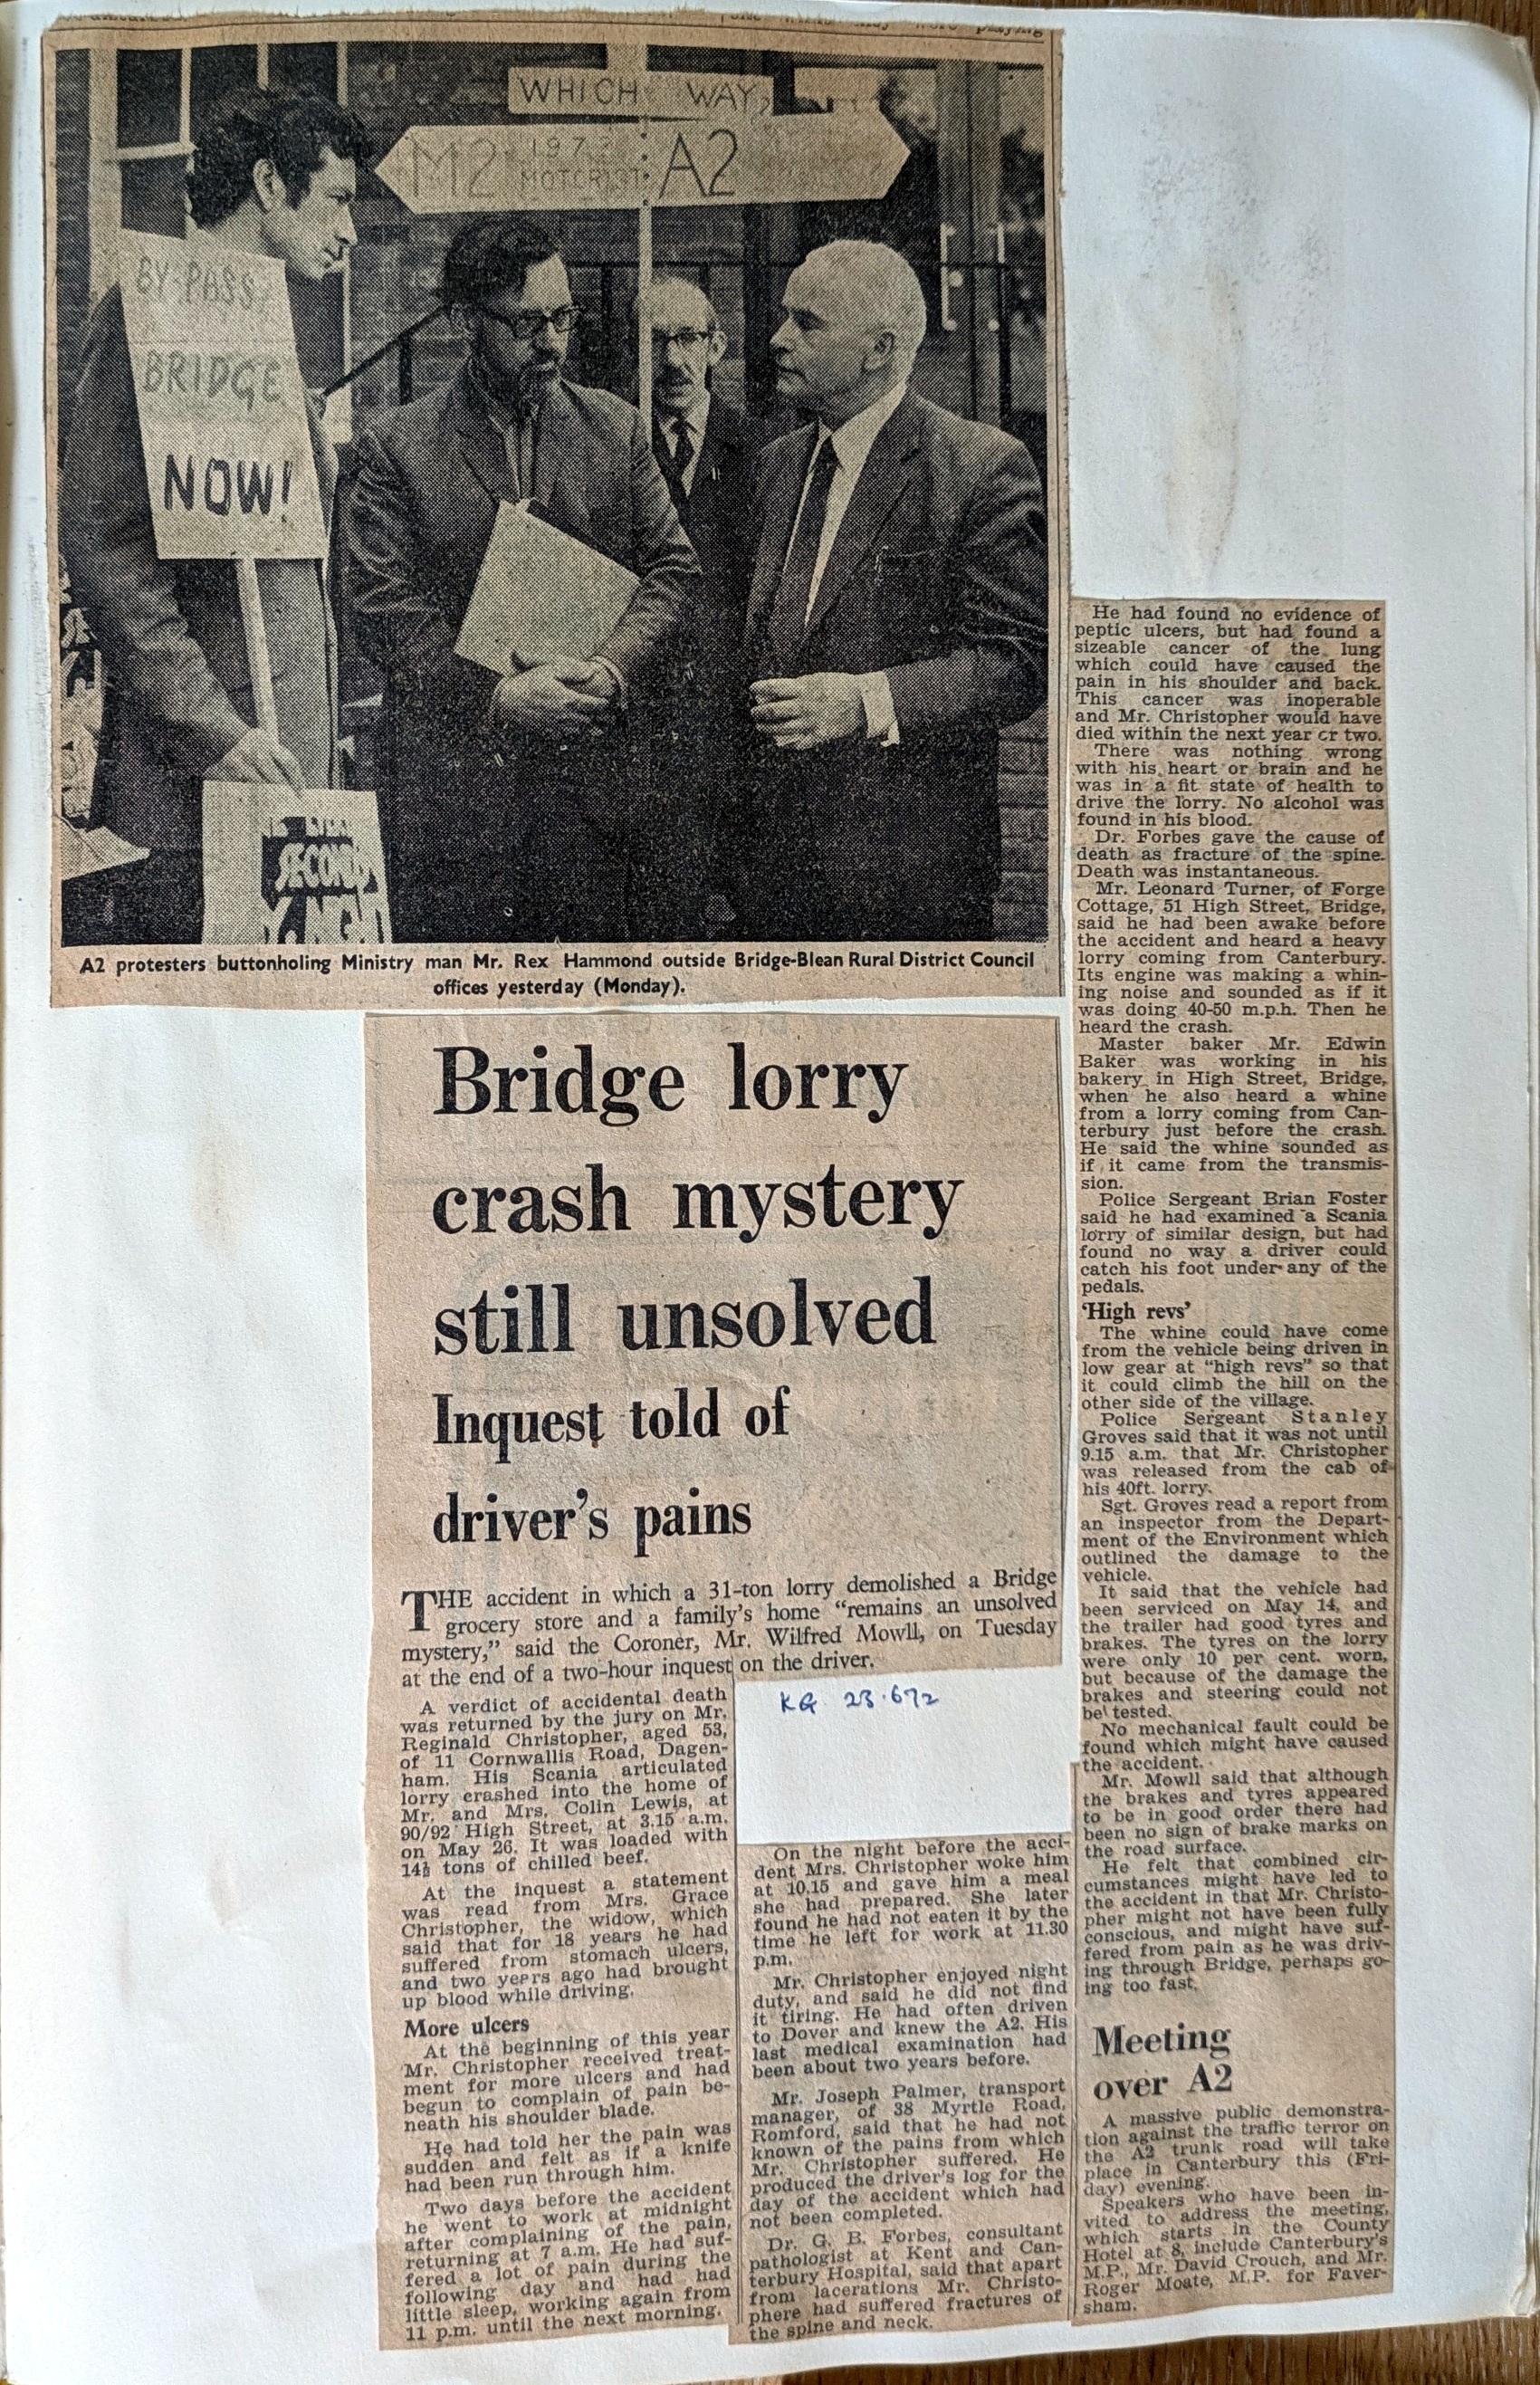 WHICH WAY,
M2 197? MOTORIST: A2
BY-PASS
BRIDGE
NOW!
SECONDS
A2 protesters buttonholing Ministry man Mr. Rex Hammond outside Bridge-Blean Rural District Council
offices yesterday (Monday).
Bridge lorry
crash mystery
still unsolved
Inquest told of
driver's pains
THE accident in which a 31-ton lorry demolished a Bridge
grocery store and a family's home "remains an unsolved
mystery," said the Coroner, Mr. Wilfred Mowll, on Tuesday
at the end of a two-hour inquest on the driver.
A verdict of accidental death
was returned by the jury on Mr.
Reginald Christopher, aged 53,
of 11 Cornwallis Road, Dagen-
ham. His Scania articulated
lorry crashed into the home of
Mr. and Mrs. Colin Lewis, at
90/92 High Street, at 3.15 a.m.
on May 26. It was loaded with
14½ tons of chilled beef.
At the inquest a statement
was read from Mrs. Grace
Christopher, the widow, which
said that for 18 years he had
suffered from stomach ulcers,
and two years ago had brought
up blood while driving.
More ulcers
At the beginning of this year
Mr. Christopher received treat-
ment for more ulcers and had
begun to complain of pain be-
neath his shoulder blade.
He had told her the pain was
sudden and felt as if a knife
had been run through him.
Two days before the accident
he went to work at midnight
after complaining of the pain,
returning at 7 a.m. He had suf-
fered a lot of pain during the
following day and had had
little sleep, working again from
11 p.m. until the next morning.
KG 23.672
On the night before the acci-
dent Mrs. Christopher woke him
at 10.15 and gave him a meal
she had prepared. She later
found he had not eaten it by the
time he left for work at 11.30
p.m.
Mr. Christopher enjoyed night
duty, and said he did not find
it tiring. He had often driven
to Dover and knew the A2. His
last medical examination had
been about two years before.
Mr. Joseph Palmer, transport
manager, of 38 Myrtle Road,
Romford, said that he had not
known of the pains from which
Mr. Christopher suffered. He
produced the driver's log for the
day of the accident which had
not been completed.
Dr. G. B. Forbes, consultant
pathologist at Kent and Can-
terbury Hospital, said that apart
from lacerations Mr. Christo-
phere had suffered fractures of
the spine and neck.
He had found no evidence of
peptic ulcers, but had found a
sizeable cancer of the lung
which could have caused the
pain in his shoulder and back.
This cancer was inoperable
and Mr. Christopher would have
died within the next year or two.
There was nothing wrong
with his heart or brain and he
was in a fit state of health to
drive the lorry. No alcohol was
found in his blood.
Dr. Forbes gave the cause of
death as fracture of the spine.
Death was instantaneous.
Mr. Leonard Turner, of Forge
Cottage, 51 High Street, Bridge,
said he had been awake before
the accident and heard a heavy
lorry coming from Canterbury.
Its engine was making a whin-
ing noise and sounded as if it
was doing 40-50 m.p.h. Then he
heard the crash.
Master baker Mr. Edwin
Baker was working in his
bakery in High Street, Bridge,
when he also heard a whine
from a lorry coming from Can-
terbury just before the crash.
He said the whine sounded as
if it came from the transmis-
sion.
Police Sergeant Brian Foster
said he had examined a Scania
lorry of similar design, but had
found no way a driver could
catch his foot under any of the
pedals.
'High revs'
The whine could have come
from the vehicle being driven in
low gear at "high revs" so that
it could climb the hill on the
other side of the village.
Police Sergeant Stanley
Groves said that it was not until
9.15 a.m. that Mr. Christopher
was released from the cab of
his 40ft. lorry.
Sgt. Groves read a report from
an inspector from the Depart-
ment of the Environment which
outlined the damage to the
vehicle.
It said that the vehicle had
been serviced on May 14, and
the trailer had good tyres and
brakes. The tyres on the lorry
were only 10 per cent. worn,
but because of the damage the
brakes and steering could not
be tested.
No mechanical fault could be
found which might have caused
the accident.
Mr. Mowll said that although
the brakes and tyres appeared
to be in good order there had
been no sign of brake marks on
the road surface.
He felt that combined cir-
cumstances might have led to
the accident in that Mr. Christo-
pher might not have been fully
conscious, and might have suf-
fered from pain as he was driv-
ing through Bridge, perhaps go-
ing too fast.
Meeting
over A2
A massive public demonstra-
tion against the traffic terror on
the A2 trunk road will take
place in Canterbury this (Fri-
day) evening.
Speakers who have been in-
vited to address the meeting,
which starts in the County
Hotel at 8, include Canterbury's
M.P., Mr. David Crouch, and Mr.
Roger Moate, M.P. for Faver-
sham.